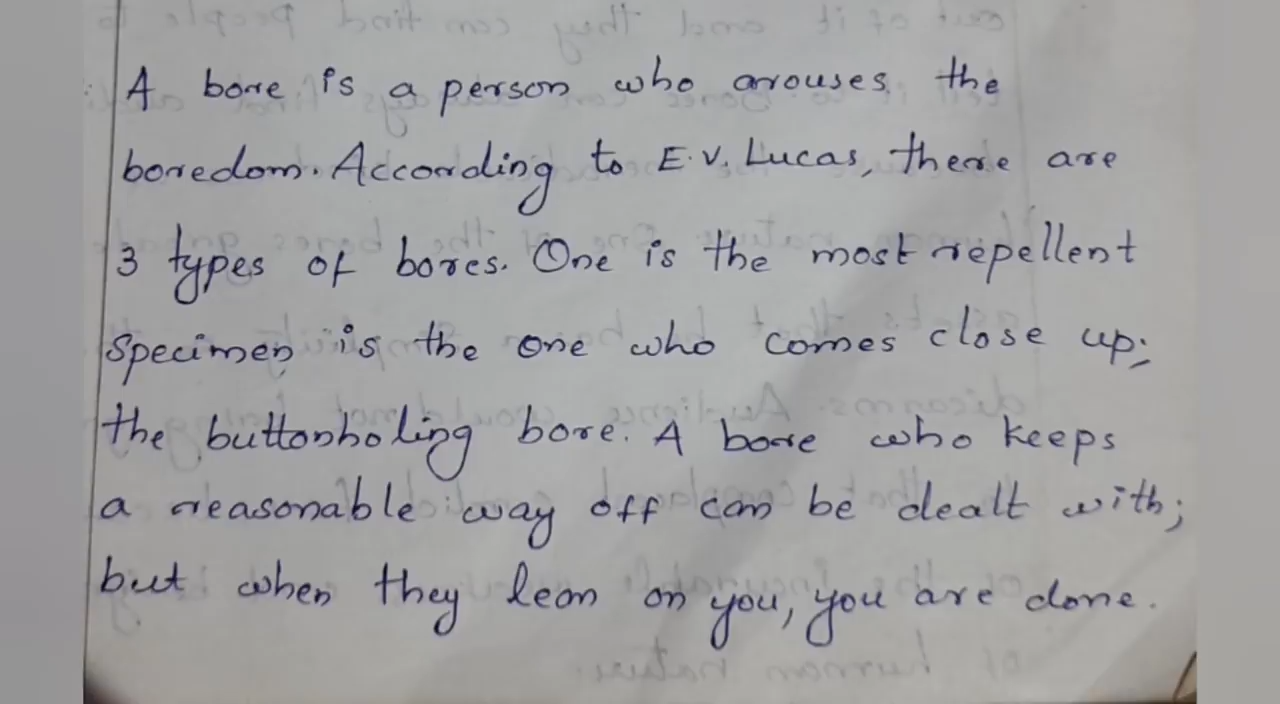 A bore is a person who arouses the
boredom. According to E.V. Lucas, there are
3 types of bores. One is the most repellent
specimen is the one who comes close up;
the buttonholing bore. A bore who keeps
a reasonable way off can be dealt with;
but when they lean on you, you are done.